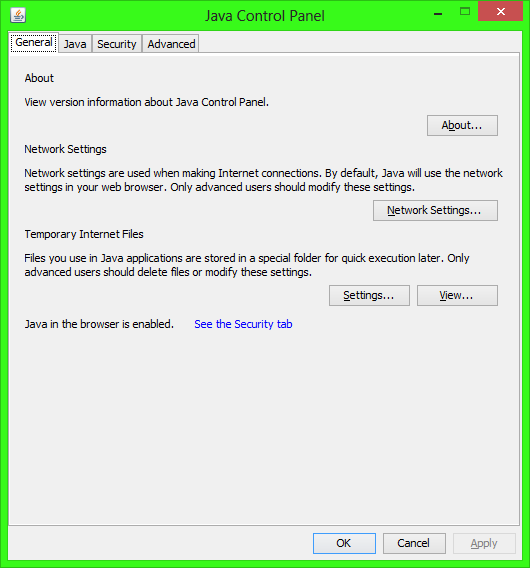 Java Control Panel
General Java Security Advanced
About
View version information about Java Control Panel.
About...
Network Settings
Network settings are used when making Internet connections. By default, Java will use the network
settings in your web browser. Only advanced users should modify these settings.
Network Settings...
Temporary Internet Files
Files you use in Java applications are stored in a special folder for quick execution later. Only
advanced users should delete files or modify these settings.
Settings... View...
Java in the browser is enabled. See the Security tab
OK Cancel Apply